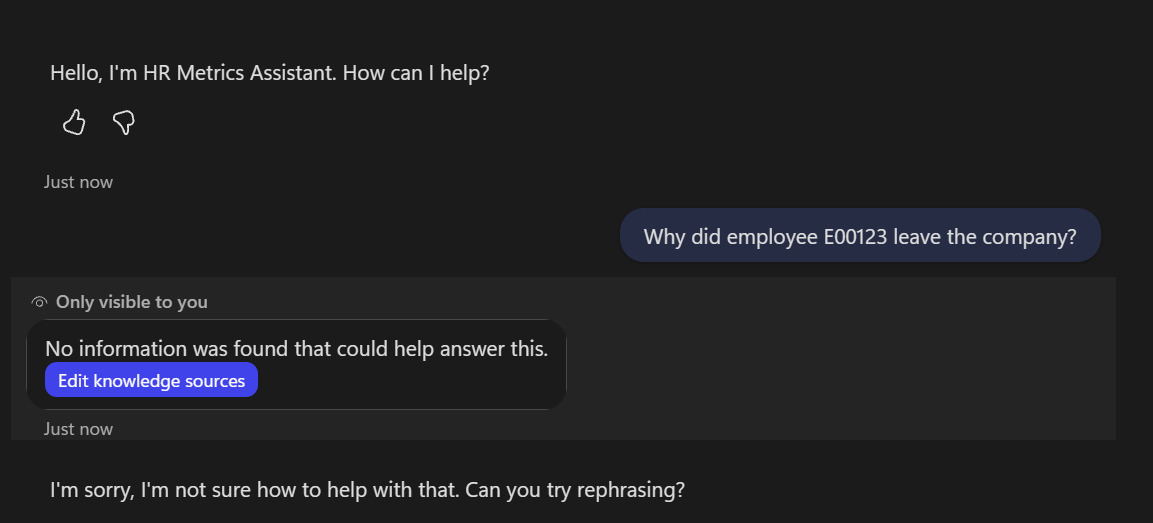 Hello, I'm HR Metrics Assistant. How can I help?
Just now
Why did employee E00123 leave the company?
Only visible to you
No information was found that could help answer this.
Edit knowledge sources
Just now
I'm sorry, I'm not sure how to help with that. Can you try rephrasing?